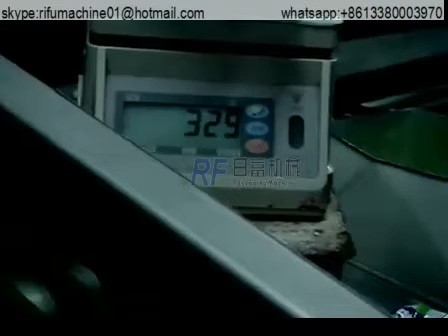 skype:rifumachine01@hotmail.com whatsapp:+8613380003970
329
RF 日富机械